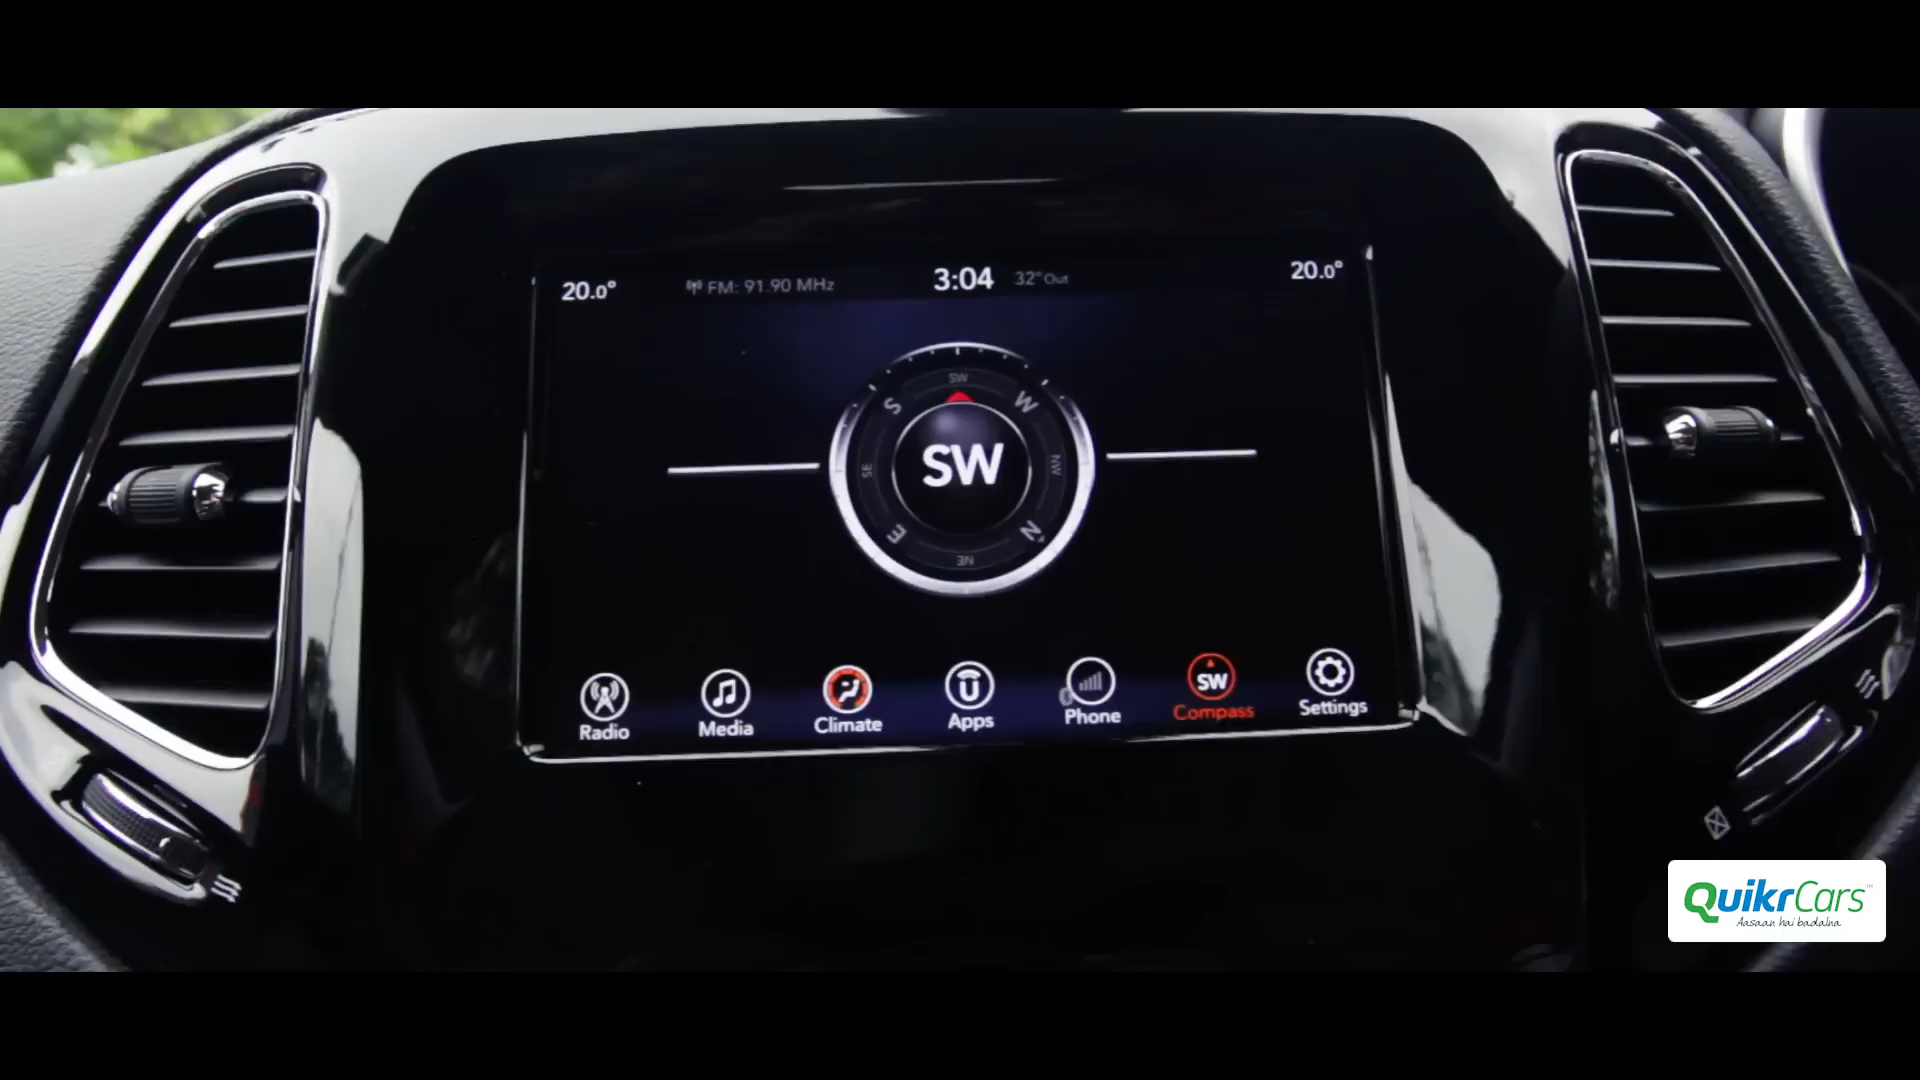 20.0°
FM: 91.90 MHz
3:04
32° Out
20.0°
SW
S
W
SE
SW
NW
E
N
NE
SW
Radio
Media
Climate
Apps
Phone
Compass
Settings
QuikrCars™
Aasaan hai badalna